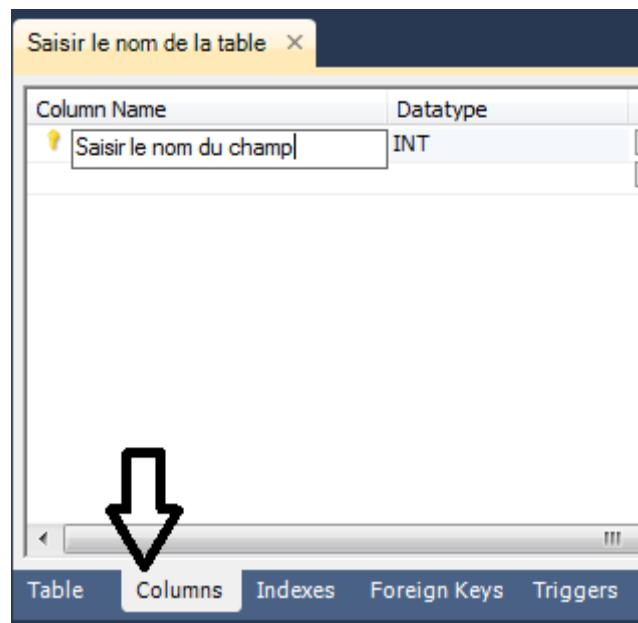 Saisir le nom de la table ×
Column Name Datatype
Saisir le nom du champ INT
Table Columns Indexes Foreign Keys Triggers